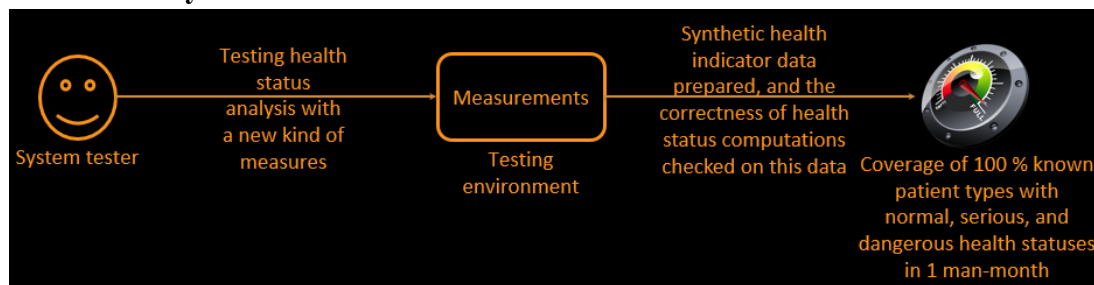 Testing health
status
analysis with
a new kind of
measures
System tester
Measurements
Testing
environment
Synthetic health
indicator data
prepared, and the
correctness of health
status computations
checked on this data
FULL
Coverage of 100 % known
patient types with
normal, serious, and
dangerous health statuses
in 1 man-month